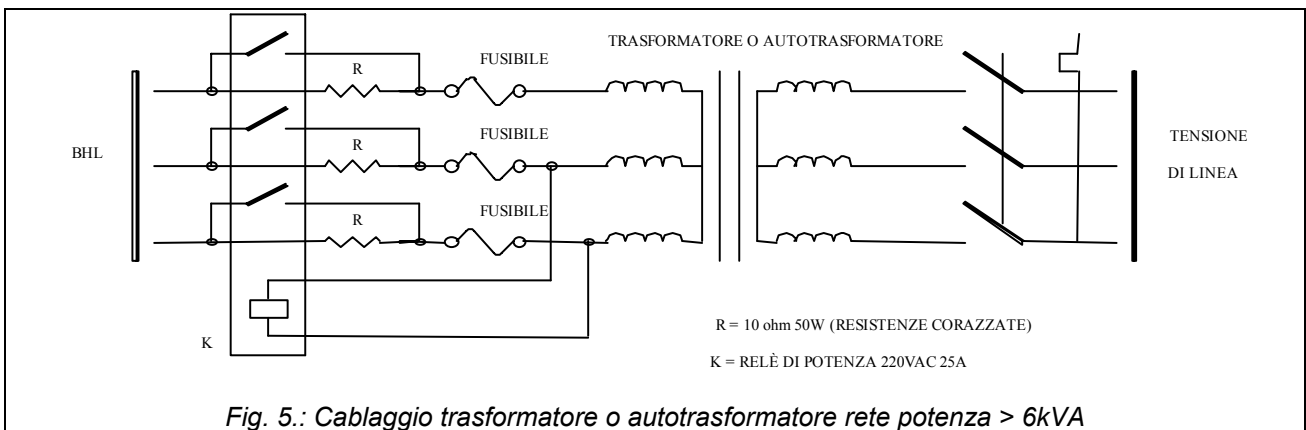 TRASFORMATORE O AUTOTRASFORMATORE
FUSIBILE
R
FUSIBILE
R
BHL
TENSIONE
DI LINEA
FUSIBILE
R
K
R = 10 ohm 50W (RESISTENZE CORAZZATE)
K = RELÈ DI POTENZA 220VAC 25A
Fig. 5.: Cablaggio trasformatore o autotrasformatore rete potenza > 6kVA